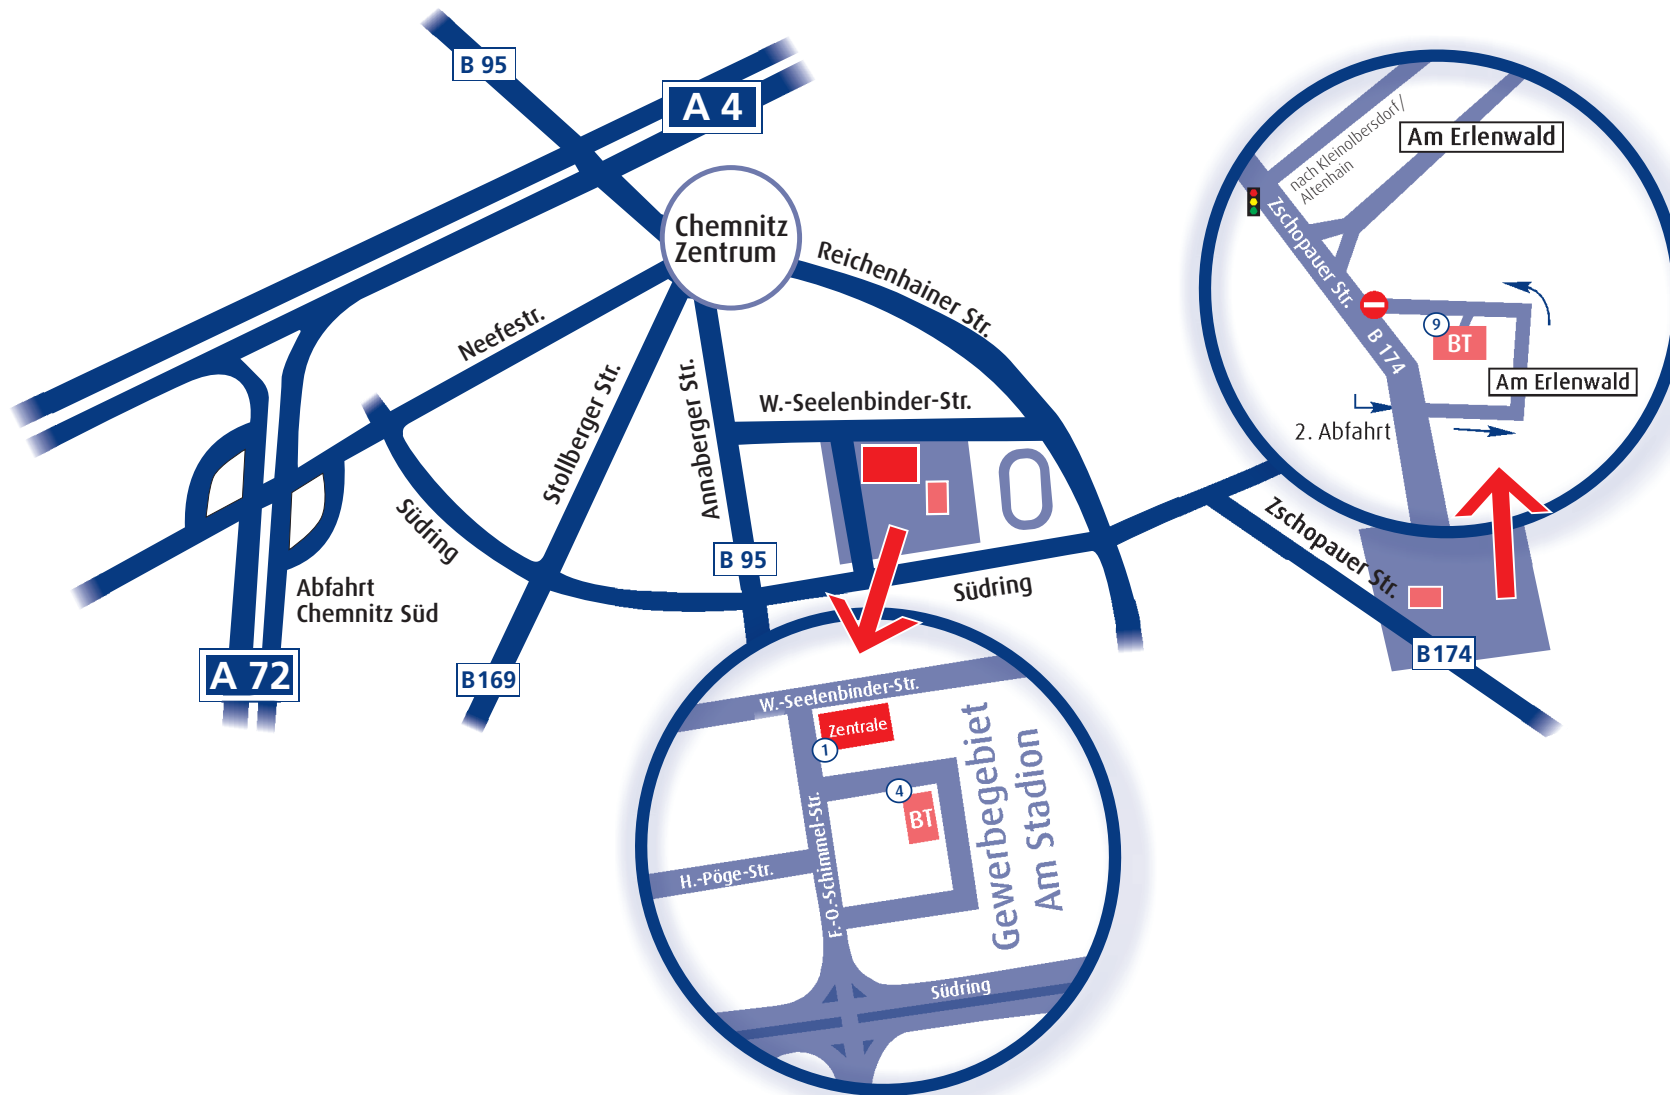 B 95
A 4
Chemnitz
Zentrum
Reichenhainer Str.
Neefestr.
Stollberger Str.
Annaberger Str.
W.-Seelenbinder-Str.
Südring
B 95
Südring
Abfahrt
Chemnitz Süd
A 72
B169
Zschopauer Str.
B174
nach Kleinolbersdorf/
Altenhain
Am Erlenwald
Zschopauer Str.
B 174
9
BT
Am Erlenwald
2. Abfahrt
W.-Seelenbinder-Str.
Zentrale
1
4
BT
F.-O.-Schimmel-Str.
H.-Pöge-Str.
Gewerbegebiet
Am Stadion
Südring